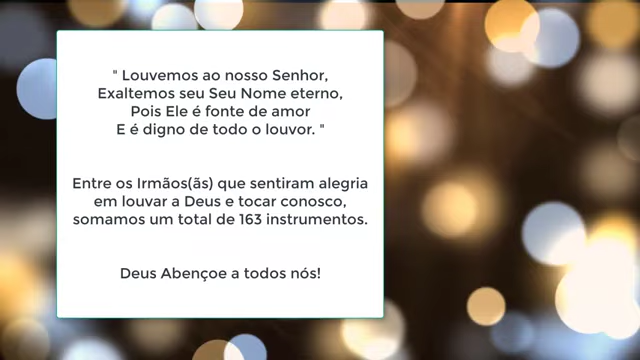 " Louvemos ao nosso Senhor,
Exaltemos seu Seu Nome eterno,
Pois Ele é fonte de amor
E é digno de todo o louvor. "
Entre os Irmãos(ãs) que sentiram alegria
em louvar a Deus e tocar conosco,
somamos um total de 163 instrumentos.
Deus Abençoe a todos nós!